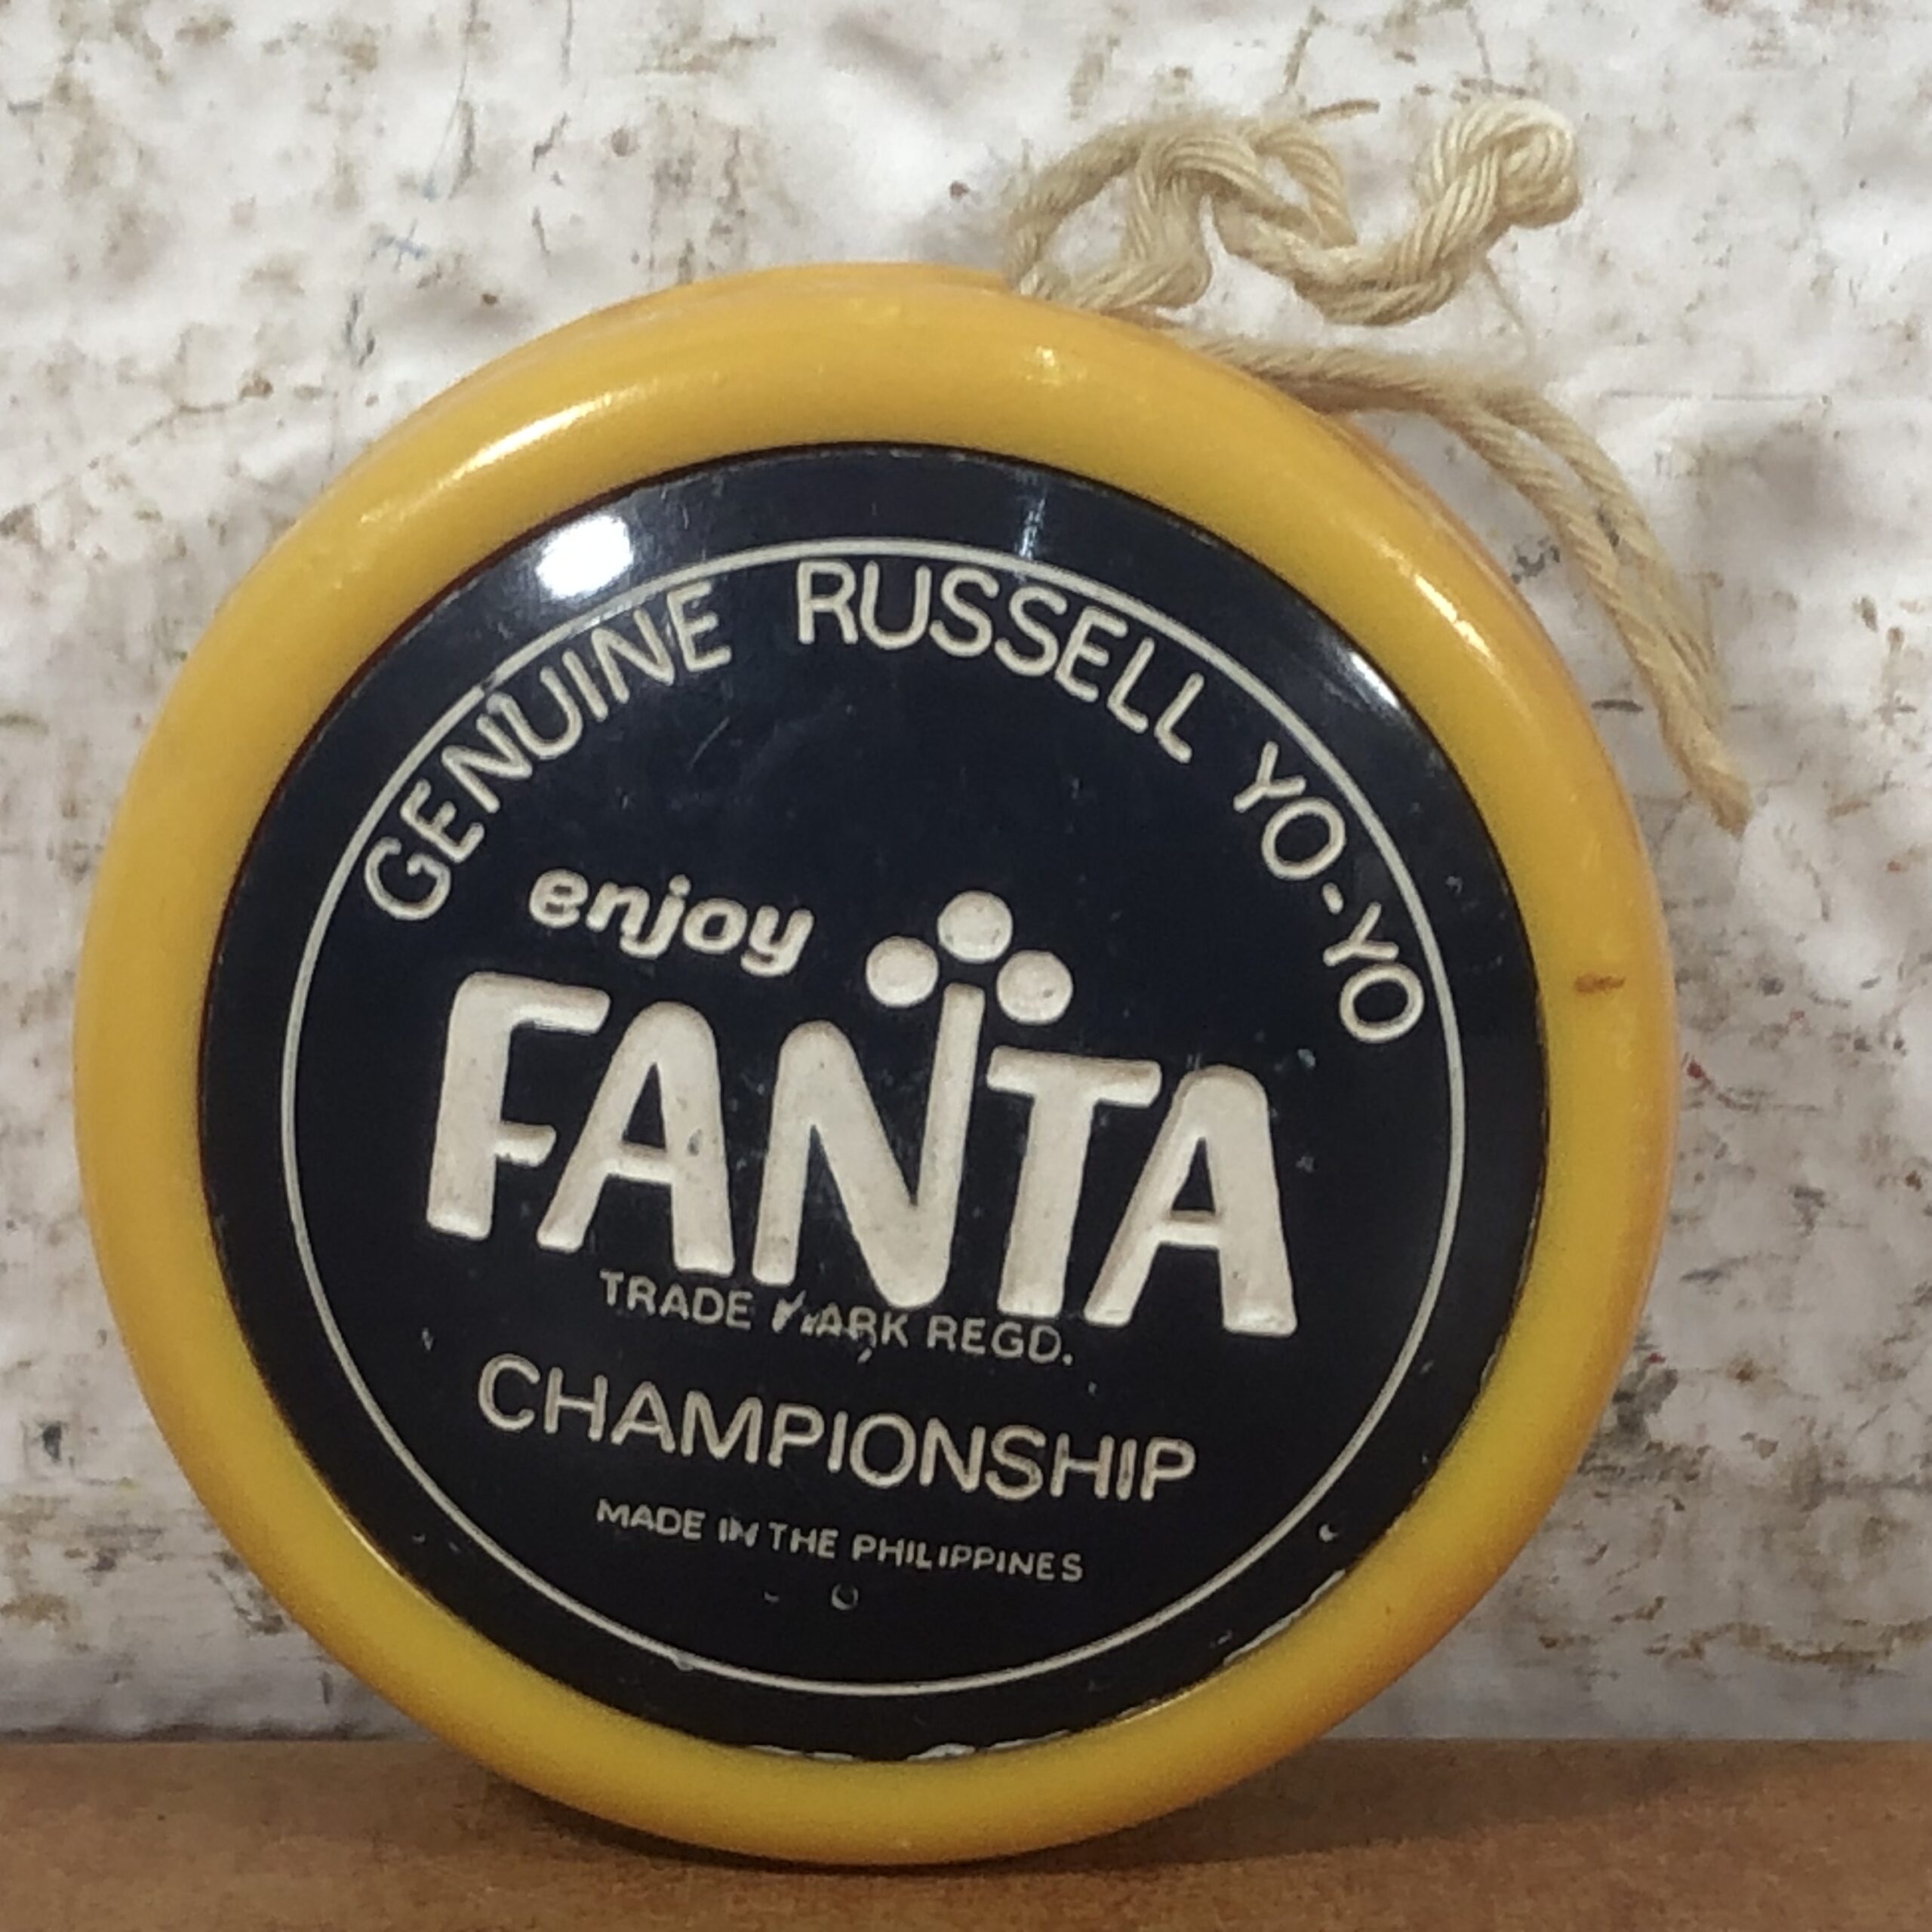 GENUINE RUSSELL YO-YO
enjoy
FANTA
TRADE MARK REGD.
CHAMPIONSHIP
MADE IN THE PHILIPPINES